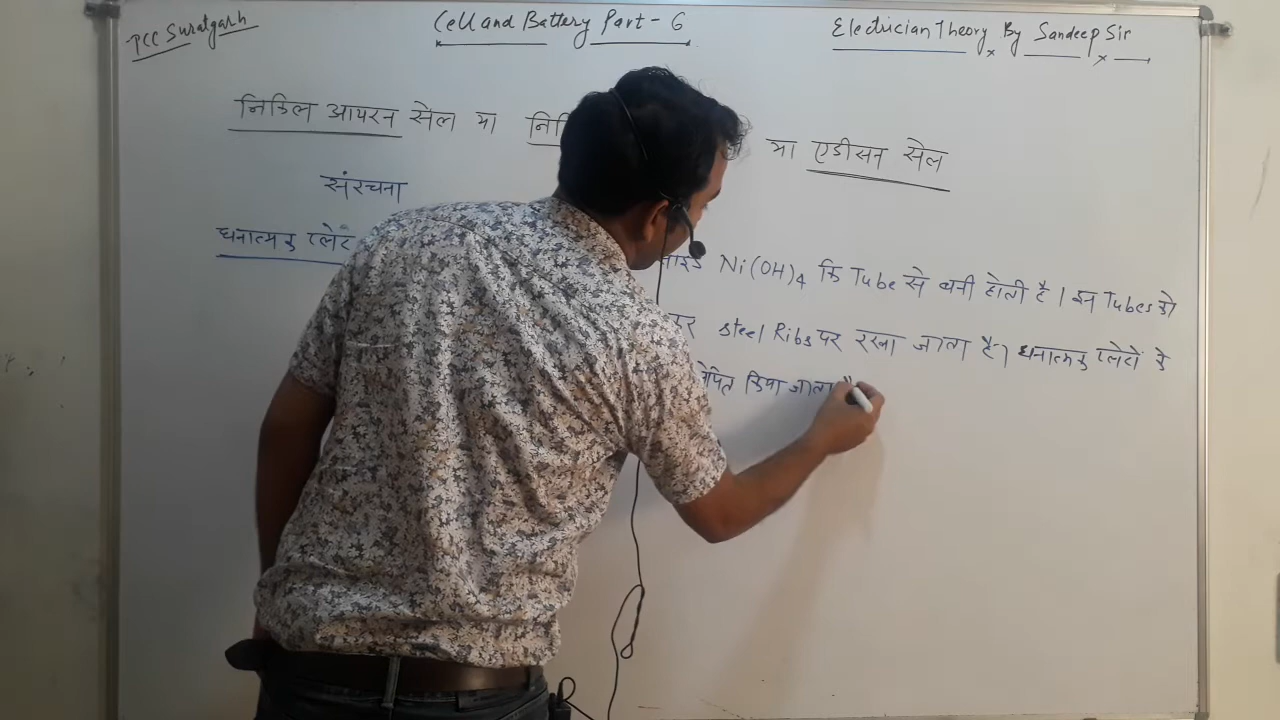 PCC Suratgarh
Cell and Battery Part - 6
Electrician Theory By Sandeep Sir
निकिल आयरन सेल या
या एडीसन सेल
संरचना
धनात्मक प्लेट
Ni(OH)4 कि Tube से बनी होती है। इन Tubes को
steel Ribs पर रखा जाता है। धनात्मक प्लेटों के
किया जाता